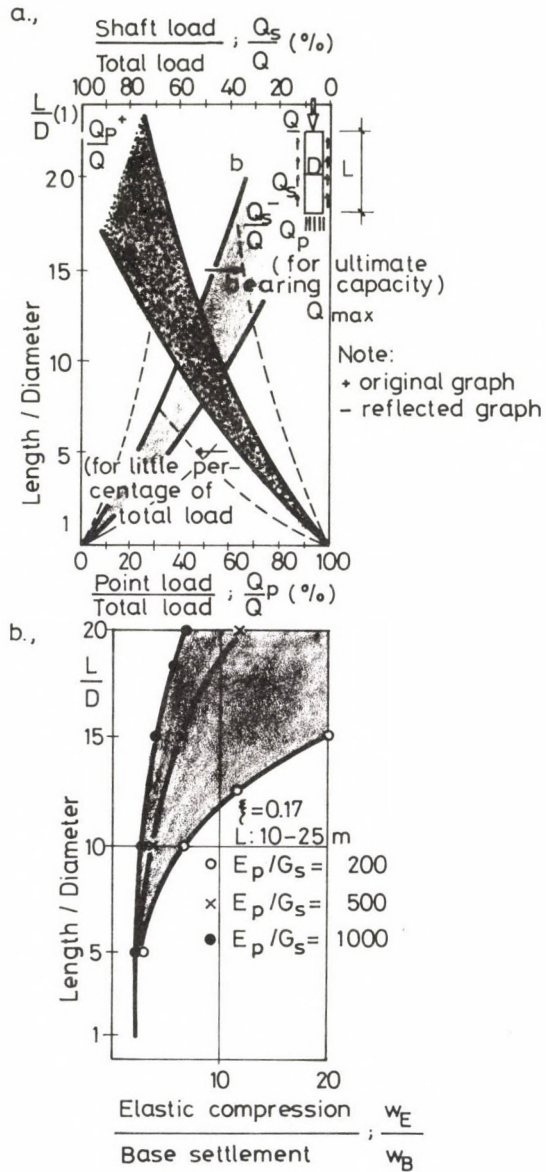 a.,
Shaft load / Total load ; Qs / Q (%)
100 80 60 40 20 0
L / D (1)
Qp+ / Q
Q
b
D
L
Qs
20
Qs- / Q
Qp
15
(for ultimate
bearing capacity)
Qmax
10
Note:
+ original graph
- reflected graph
Length / Diameter
5
(for little per-
centage of
total load
1
0 20 40 60 80 100
Point load / Total load ; Qp / Q (%)
b.,
20
L / D
15
ξ=0.17
L: 10-25 m
10
o Ep/Gs= 200
x Ep/Gs= 500
● Ep/Gs= 1000
Length / Diameter
5
1
10 20
Elastic compression / Base settlement ; wE / wB